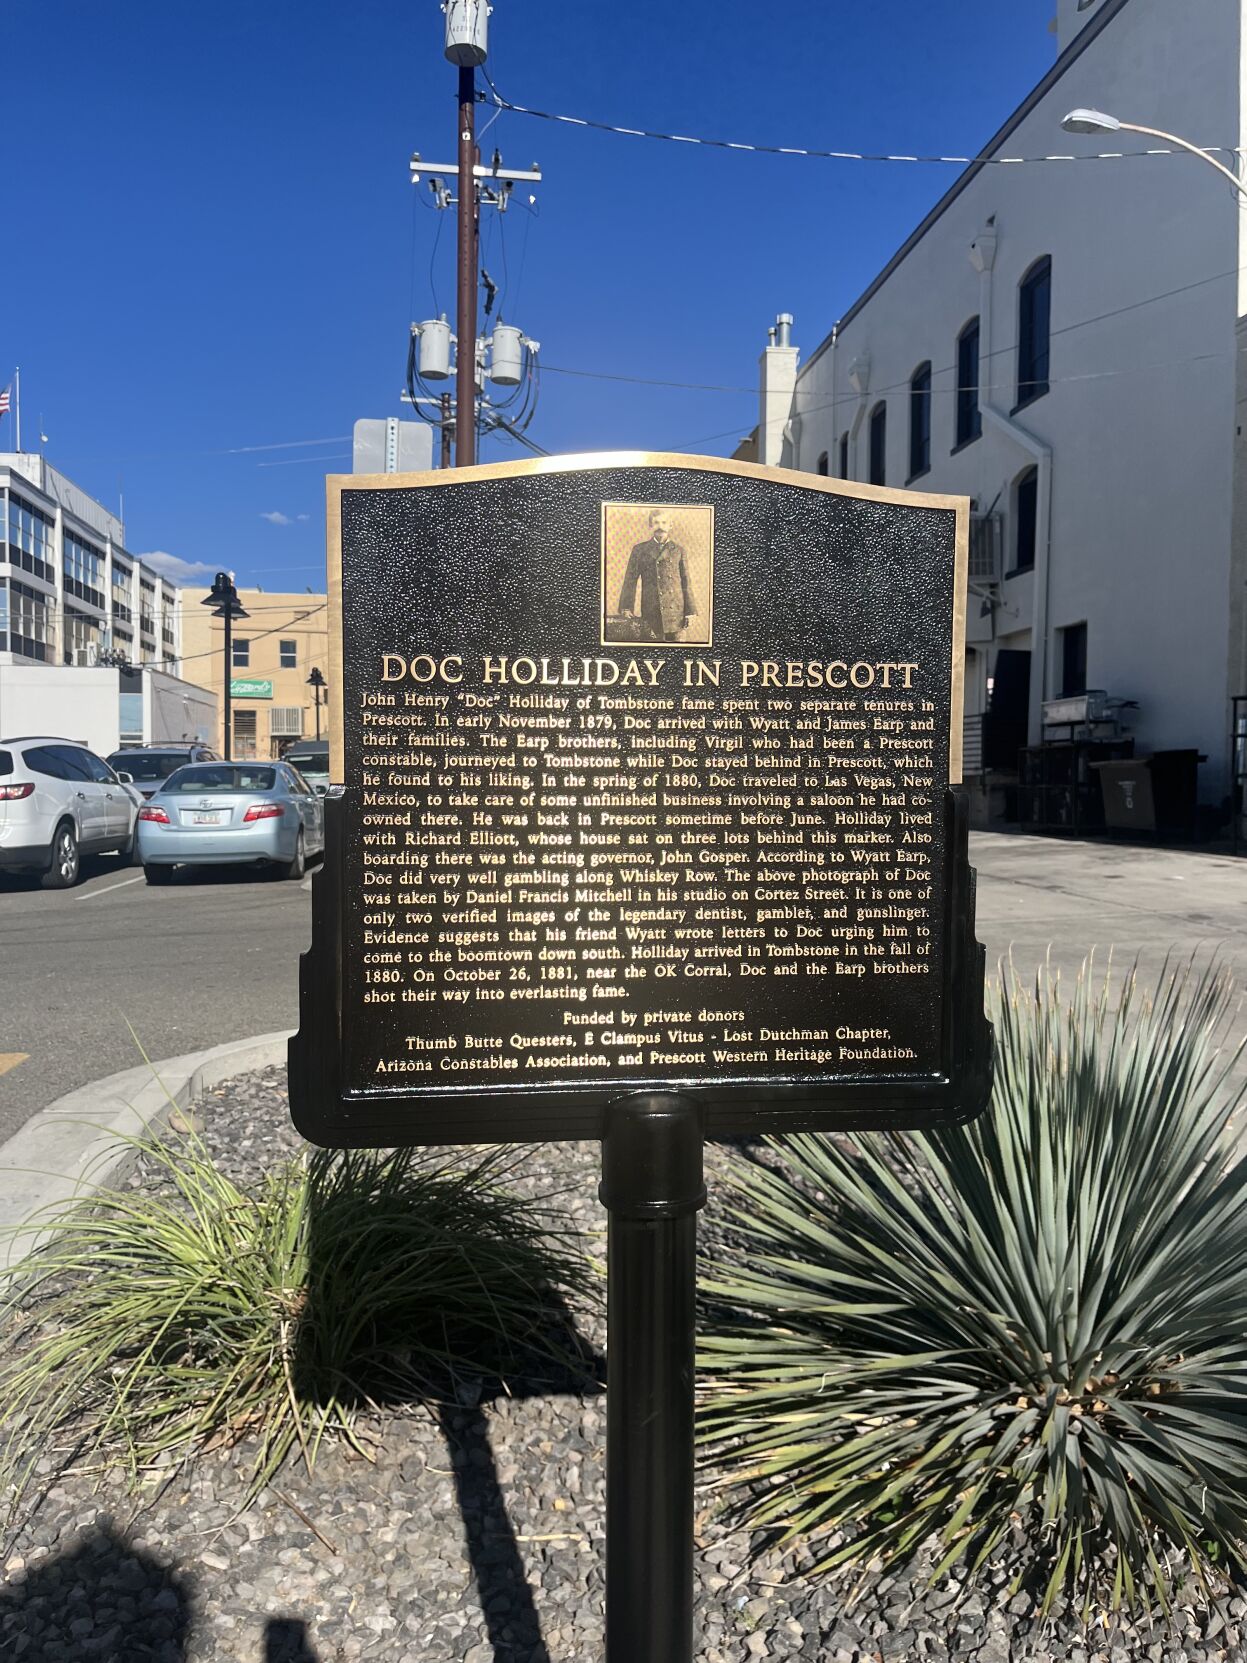 DOC HOLLIDAY IN PRESCOTT
John Henry "Doc" Holliday of Tombstone fame spent two separate tenures in
Prescott. In early November 1879, Doc arrived with Wyatt and James Earp and
their families. The Earp brothers, including Virgil who had been a Prescott
constable, journeyed to Tombstone while Doc stayed behind in Prescott, which
he found to his liking. In the spring of 1880, Doc traveled to Las Vegas, New
Mexico, to take care of some unfinished business involving a saloon he had co-
owned there. He was back in Prescott sometime before June. Holliday lived
with Richard Elliott, whose house sat on three lots behind this marker. Also
boarding there was the acting governor, John Gosper. According to Wyatt Earp,
Doc did very well gambling along Whiskey Row. The above photograph of Doc
was taken by Daniel Francis Mitchell in his studio on Cortez Street. It is one of
only two verified images of the legendary dentist, gambler, and gunslinger.
Evidence suggests that his friend Wyatt wrote letters to Doc urging him to
come to the boomtown down south. Holliday arrived in Tombstone in the fall of
1880. On October 26, 1881, near the OK Corral, Doc and the Earp brothers
shot their way into everlasting fame.
Funded by private donors
Thumb Butte Questers, E Clampus Vitus - Lost Dutchman Chapter,
Arizona Constables Association, and Prescott Western Heritage Foundation.